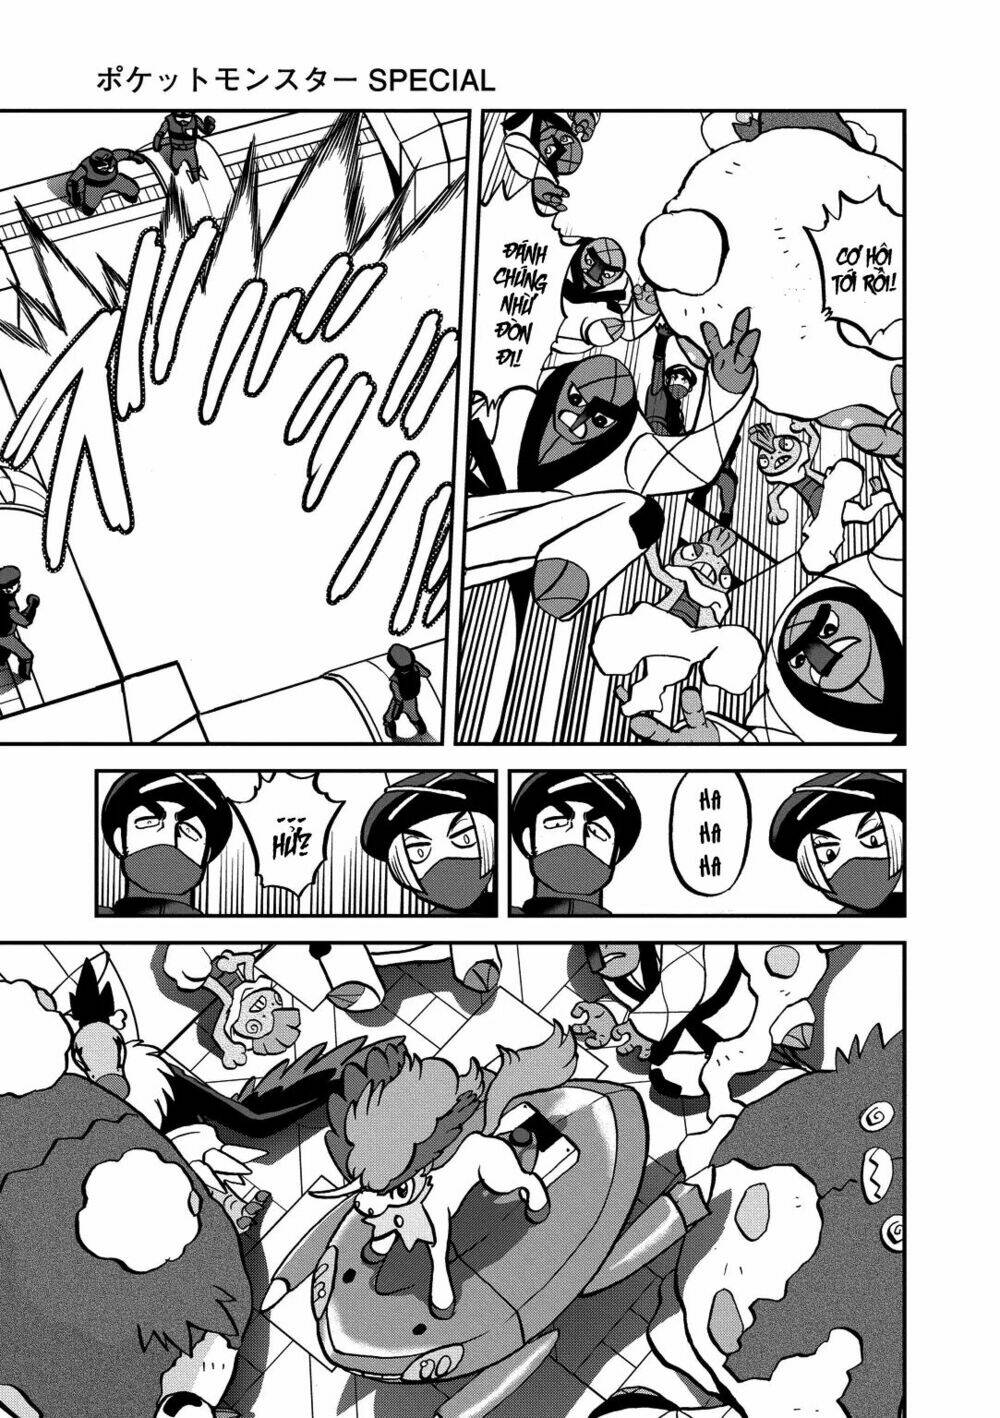 ポケットモンスター SPECIAL
CƠ HỘI
TỚI RỒI!
ĐÁNH
CHÚNG
NHỪ
ĐÒN
ĐI!
HA
HA
HA
...
HỬ?